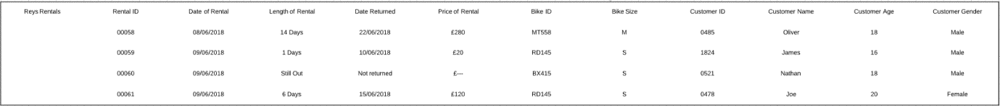 Reys Rentals Rental ID Date of Rental Length of Rental Date Returned Price of Rental Bike ID Bike Size Customer ID Customer Name Customer Age Customer Gender
00058 08/06/2018 14 Days 22/06/2018 £280 MT558 M 0485 Oliver 18 Male
00059 09/06/2018 1 Days 10/06/2018 £20 RD145 S 1824 James 16 Male
00060 09/06/2018 Still Out Not returned £--- BX415 S 0521 Nathan 18 Male
00061 09/06/2018 6 Days 15/06/2018 £120 RD145 S 0478 Joe 20 Female